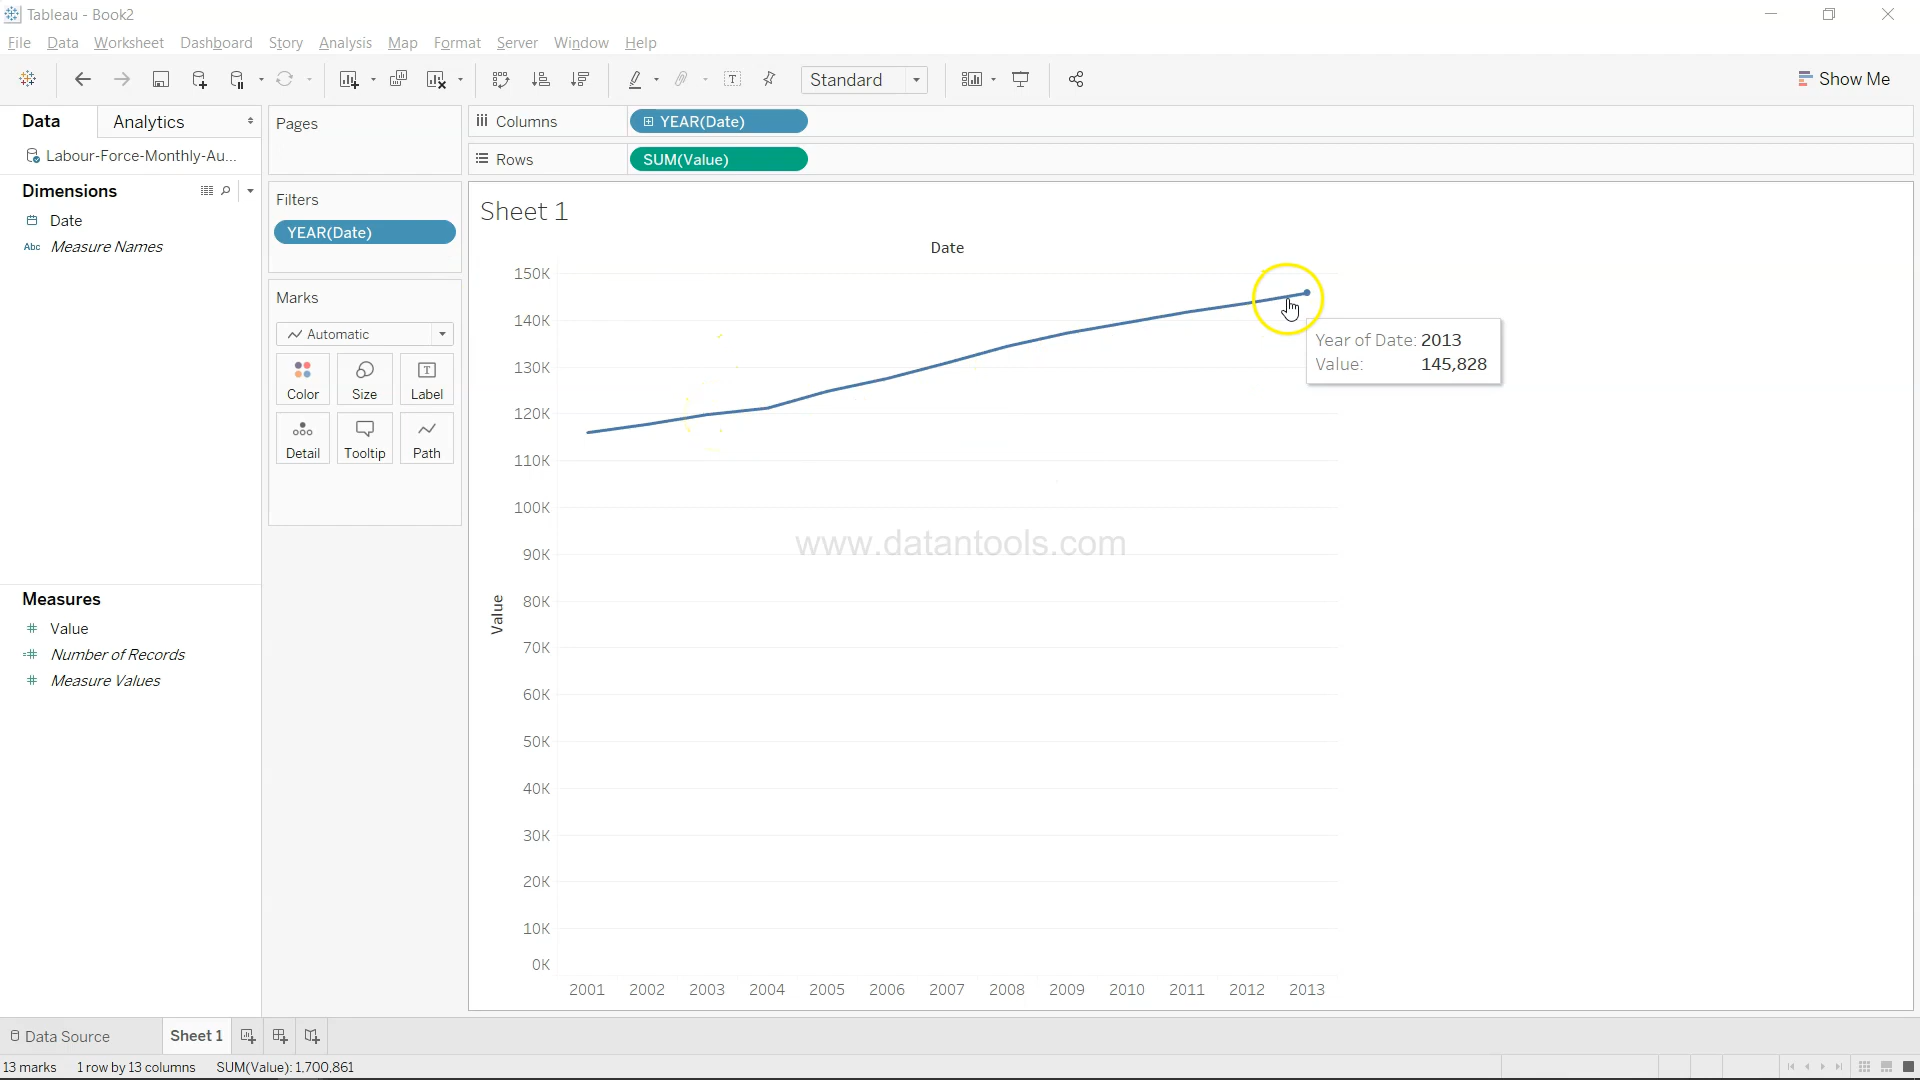 Tableau - Book2
File Data Worksheet Dashboard Story Analysis Map Format Server Window Help
Standard
Show Me
Data Analytics
Labour-Force-Monthly-Au...
Dimensions
Date
Abc Measure Names
Measures
Value
Number of Records
Measure Values
Pages
Filters
YEAR(Date)
Marks
Automatic
Color Size Label
Detail Tooltip Path
Columns YEAR(Date)
Rows SUM(Value)
Sheet 1
Date
150K
140K
130K
120K
110K
100K
90K
80K
70K
60K
50K
40K
30K
20K
10K
0K
Value
Year of Date: 2013
Value: 145,828
www.datantools.com
2001 2002 2003 2004 2005 2006 2007 2008 2009 2010 2011 2012 2013
Data Source Sheet 1
13 marks 1 row by 13 columns SUM(Value): 1,700,861